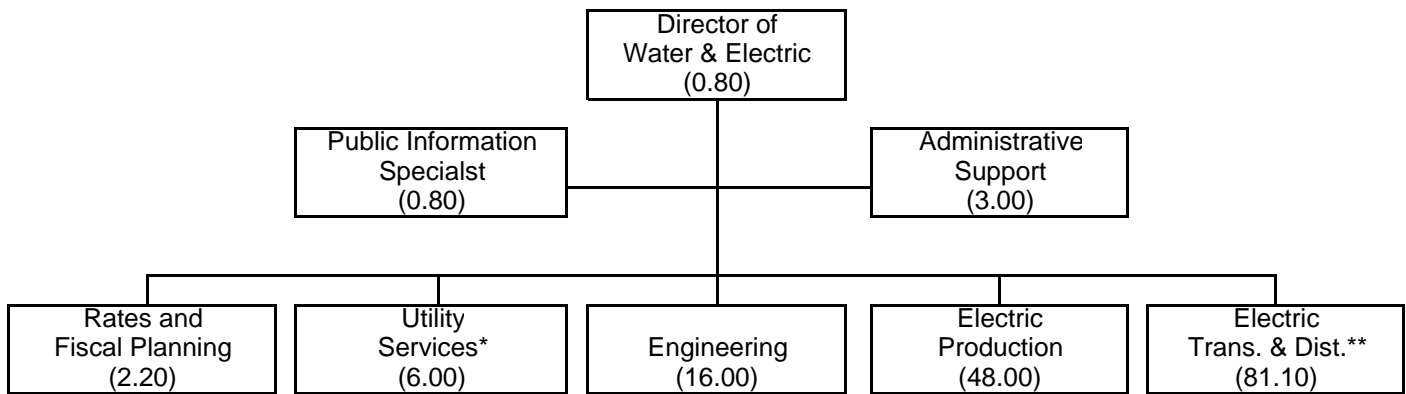 Director of
Water & Electric
(0.80)
Public Information
Specialst
(0.80)
Administrative
Support
(3.00)
Rates and
Fiscal Planning
(2.20)
Utility
Services*
(6.00)
Engineering
(16.00)
Electric
Production
(48.00)
Electric
Trans. & Dist.**
(81.10)